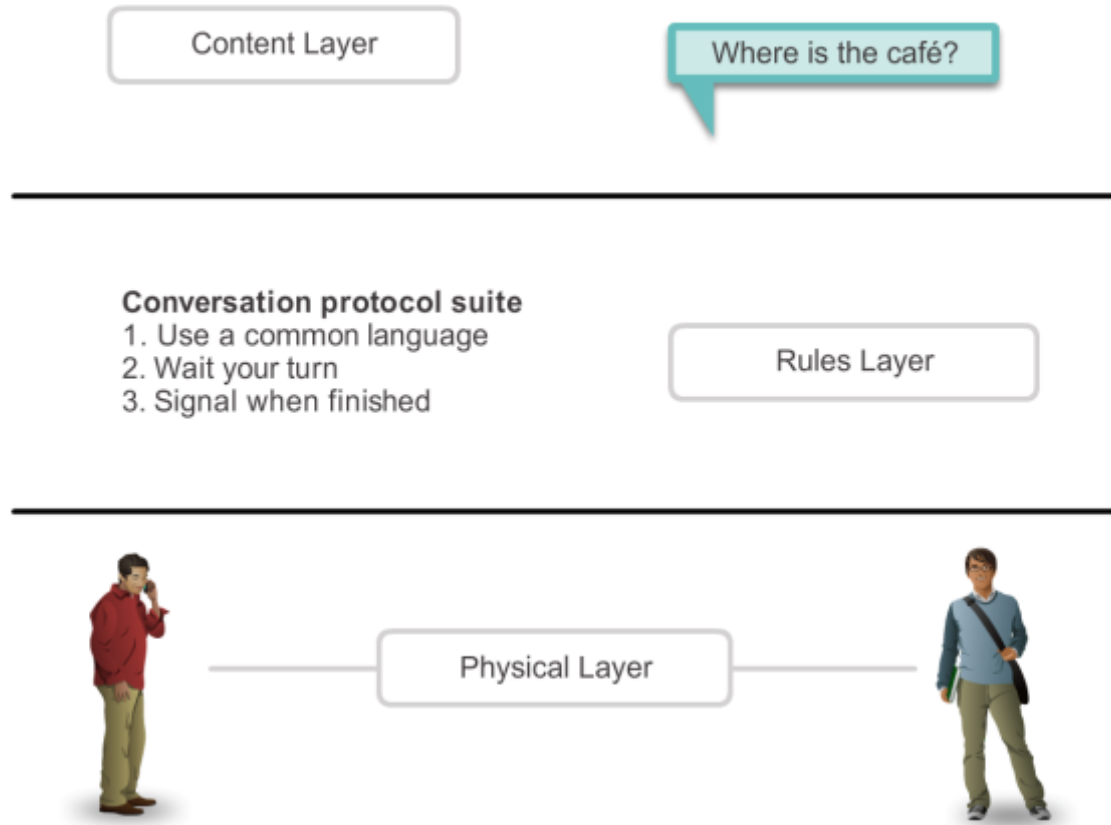 Content Layer
Where is the café?
Conversation protocol suite
1. Use a common language
2. Wait your turn
3. Signal when finished
Rules Layer
Physical Layer